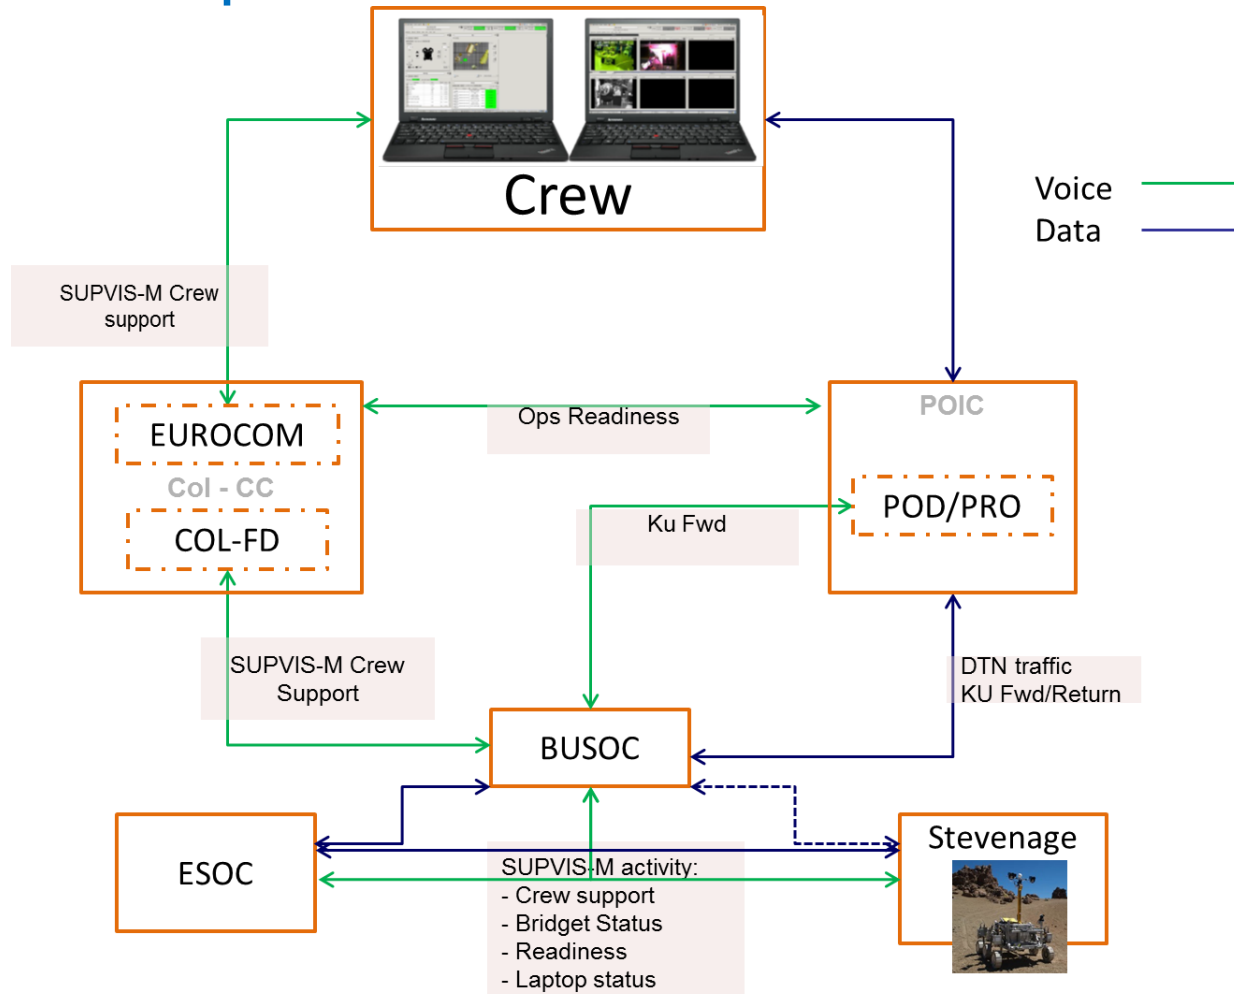 Crew
Voice
Data
SUPVIS-M Crew
support
EUROCOM
Col - CC
COL-FD
Ops Readiness
POIC
POD/PRO
Ku Fwd
SUPVIS-M Crew
Support
DTN traffic
KU Fwd/Return
BUSOC
ESOC
Stevenage
SUPVIS-M activity:
- Crew support
- Bridget Status
- Readiness
- Laptop status